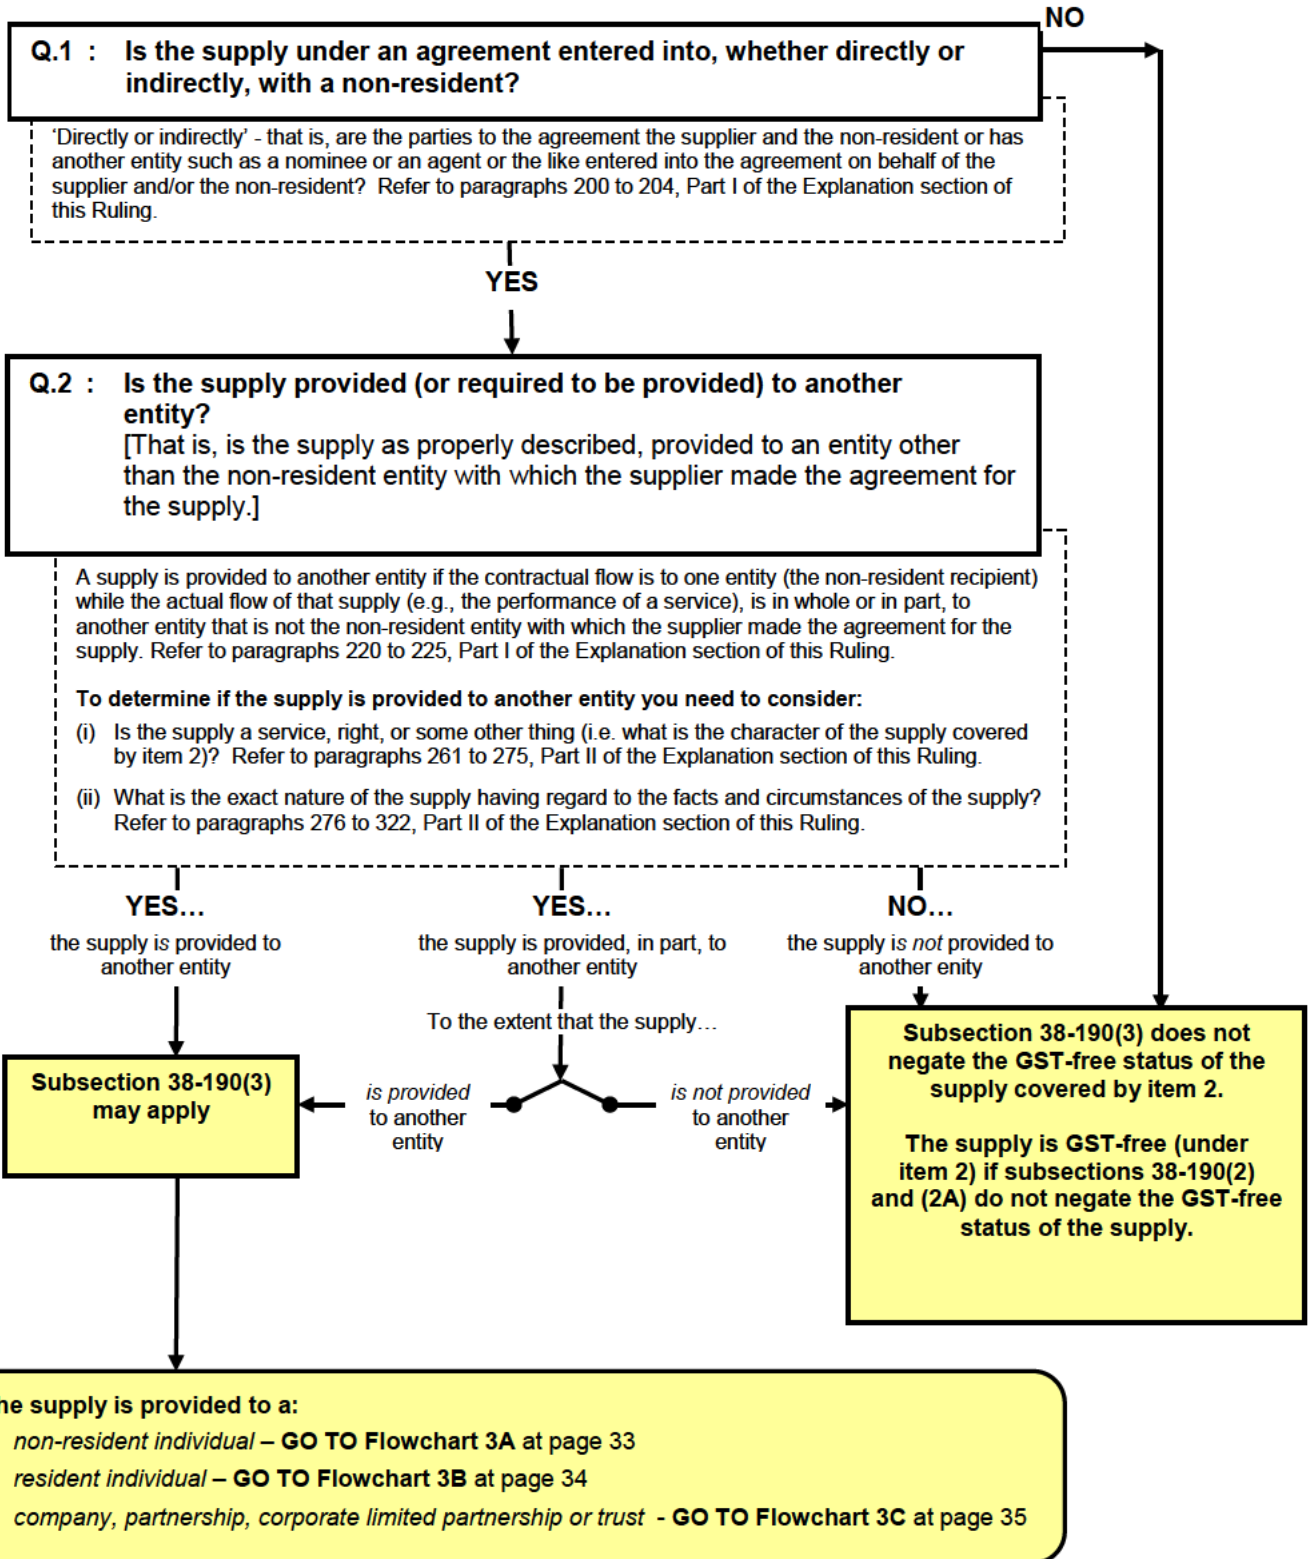 NO
Q.1 : Is the supply under an agreement entered into, whether directly or
indirectly, with a non-resident?
‘Directly or indirectly’ - that is, are the parties to the agreement the supplier and the non-resident or has
another entity such as a nominee or an agent or the like entered into the agreement on behalf of the
supplier and/or the non-resident? Refer to paragraphs 200 to 204, Part I of the Explanation section of
this Ruling.
YES
Q.2 : Is the supply provided (or required to be provided) to another
entity?
[That is, is the supply as properly described, provided to an entity other
than the non-resident entity with which the supplier made the agreement for
the supply.]
A supply is provided to another entity if the contractual flow is to one entity (the non-resident recipient)
while the actual flow of that supply (e.g., the performance of a service), is in whole or in part, to
another entity that is not the non-resident entity with which the supplier made the agreement for the
supply. Refer to paragraphs 220 to 225, Part I of the Explanation section of this Ruling.
To determine if the supply is provided to another entity you need to consider:
(i) Is the supply a service, right, or some other thing (i.e. what is the character of the supply covered
by item 2)? Refer to paragraphs 261 to 275, Part II of the Explanation section of this Ruling.
(ii) What is the exact nature of the supply having regard to the facts and circumstances of the supply?
Refer to paragraphs 276 to 322, Part II of the Explanation section of this Ruling.
YES…
the supply is provided to
another entity
YES…
the supply is provided, in part, to
another entity
NO…
the supply is not provided to
another enity
To the extent that the supply…
Subsection 38-190(3)
may apply
is provided
to another
entity
is not provided
to another
entity
Subsection 38-190(3) does not
negate the GST-free status of the
supply covered by item 2.
The supply is GST-free (under
item 2) if subsections 38-190(2)
and (2A) do not negate the GST-free
status of the supply.
he supply is provided to a:
non-resident individual – GO TO Flowchart 3A at page 33
resident individual – GO TO Flowchart 3B at page 34
company, partnership, corporate limited partnership or trust - GO TO Flowchart 3C at page 35